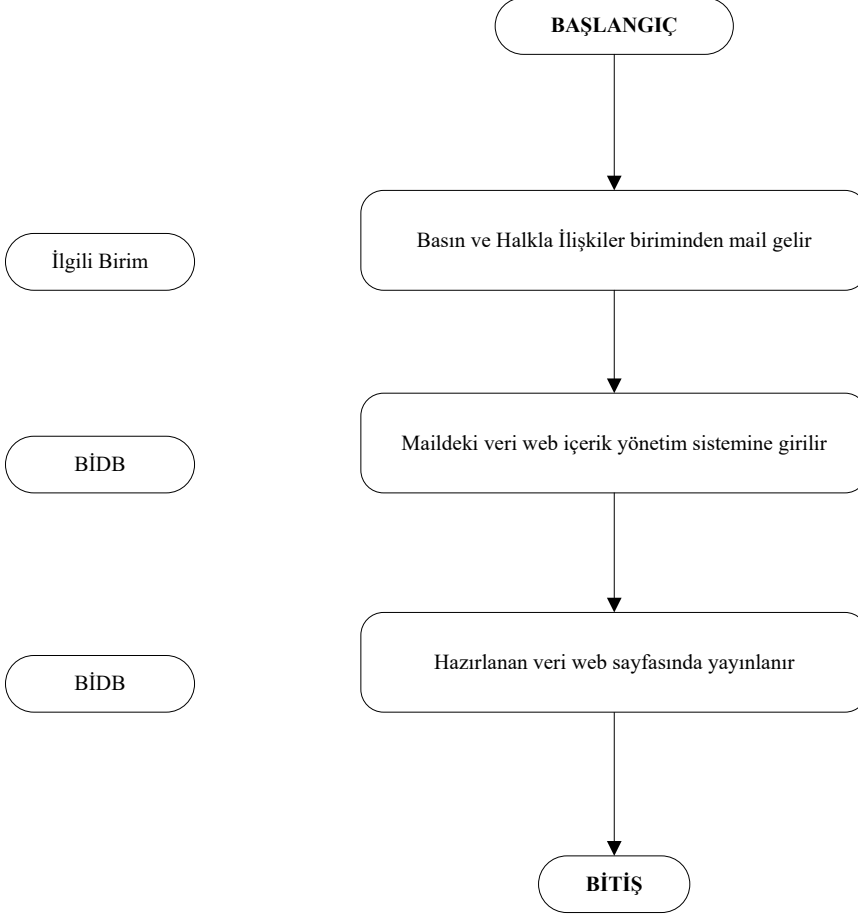 BAŞLANGIÇ
İlgili Birim
Basın ve Halkla İlişkiler biriminden mail gelir
BİDB
Maildeki veri web içerik yönetim sistemine girilir
BİDB
Hazırlanan veri web sayfasında yayınlanır
BİTİŞ